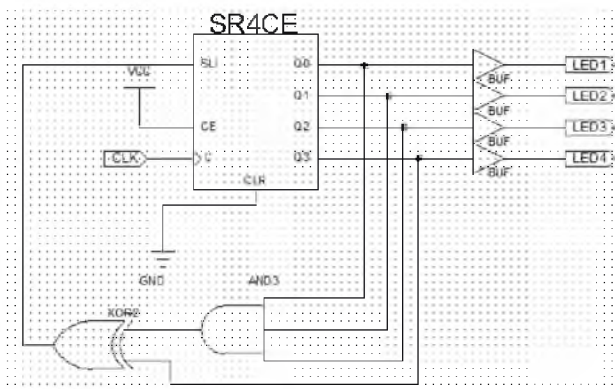 SR4CE
SLI
Q0
LED1
VCC
BUF
Q1
LED2
BUF
CE
Q2
LED3
BUF
CLK
C
Q3
LED4
BUF
CLR
GND
AND3
XOR2